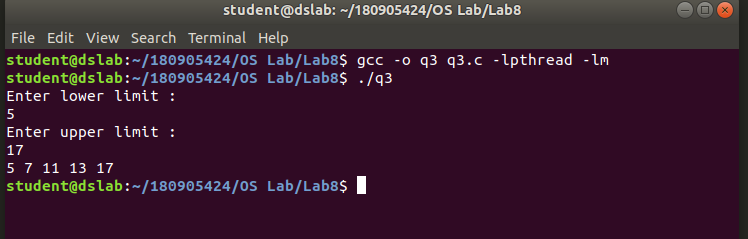 student@dslab: ~/180905424/OS Lab/Lab8
File Edit View Search Terminal Help
student@dslab:~/180905424/OS Lab/Lab8$ gcc -o q3 q3.c -lpthread -lm
student@dslab:~/180905424/OS Lab/Lab8$ ./q3
Enter lower limit :
5
Enter upper limit :
17
5 7 11 13 17
student@dslab:~/180905424/OS Lab/Lab8$